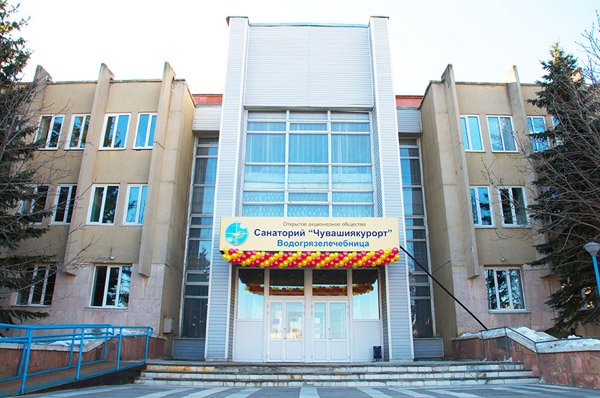 Открытое акционерное общество
Санаторий "Чувашиякурорт"
Водогрязелечебница